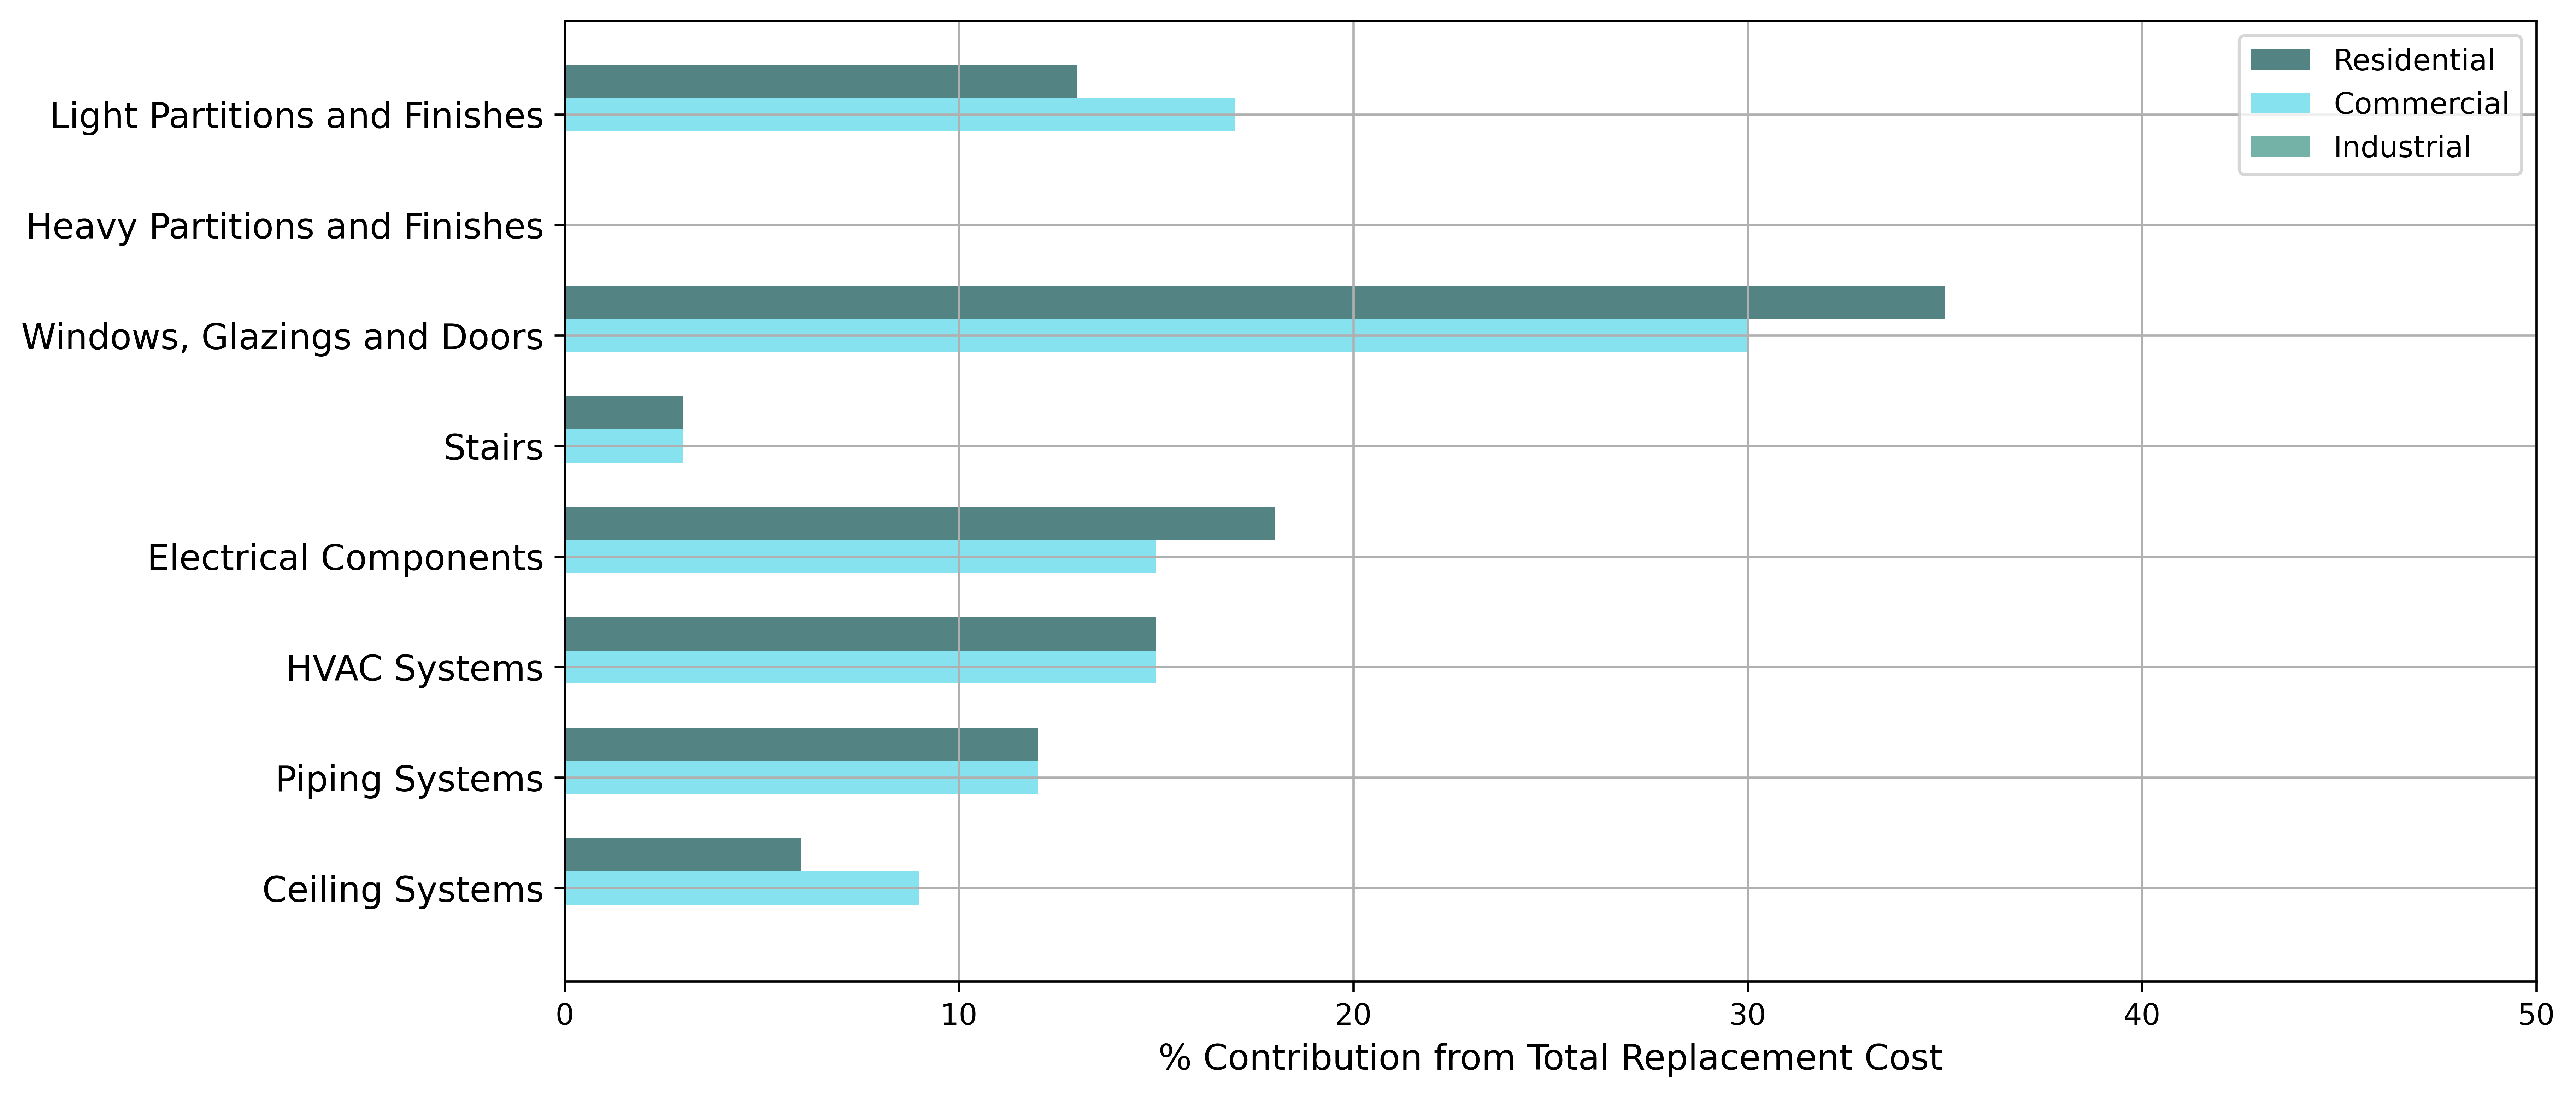 Residential
Commercial
Industrial
Light Partitions and Finishes
Heavy Partitions and Finishes
Windows, Glazings and Doors
Stairs
Electrical Components
HVAC Systems
Piping Systems
Ceiling Systems
0 10 20 30 40 50
% Contribution from Total Replacement Cost